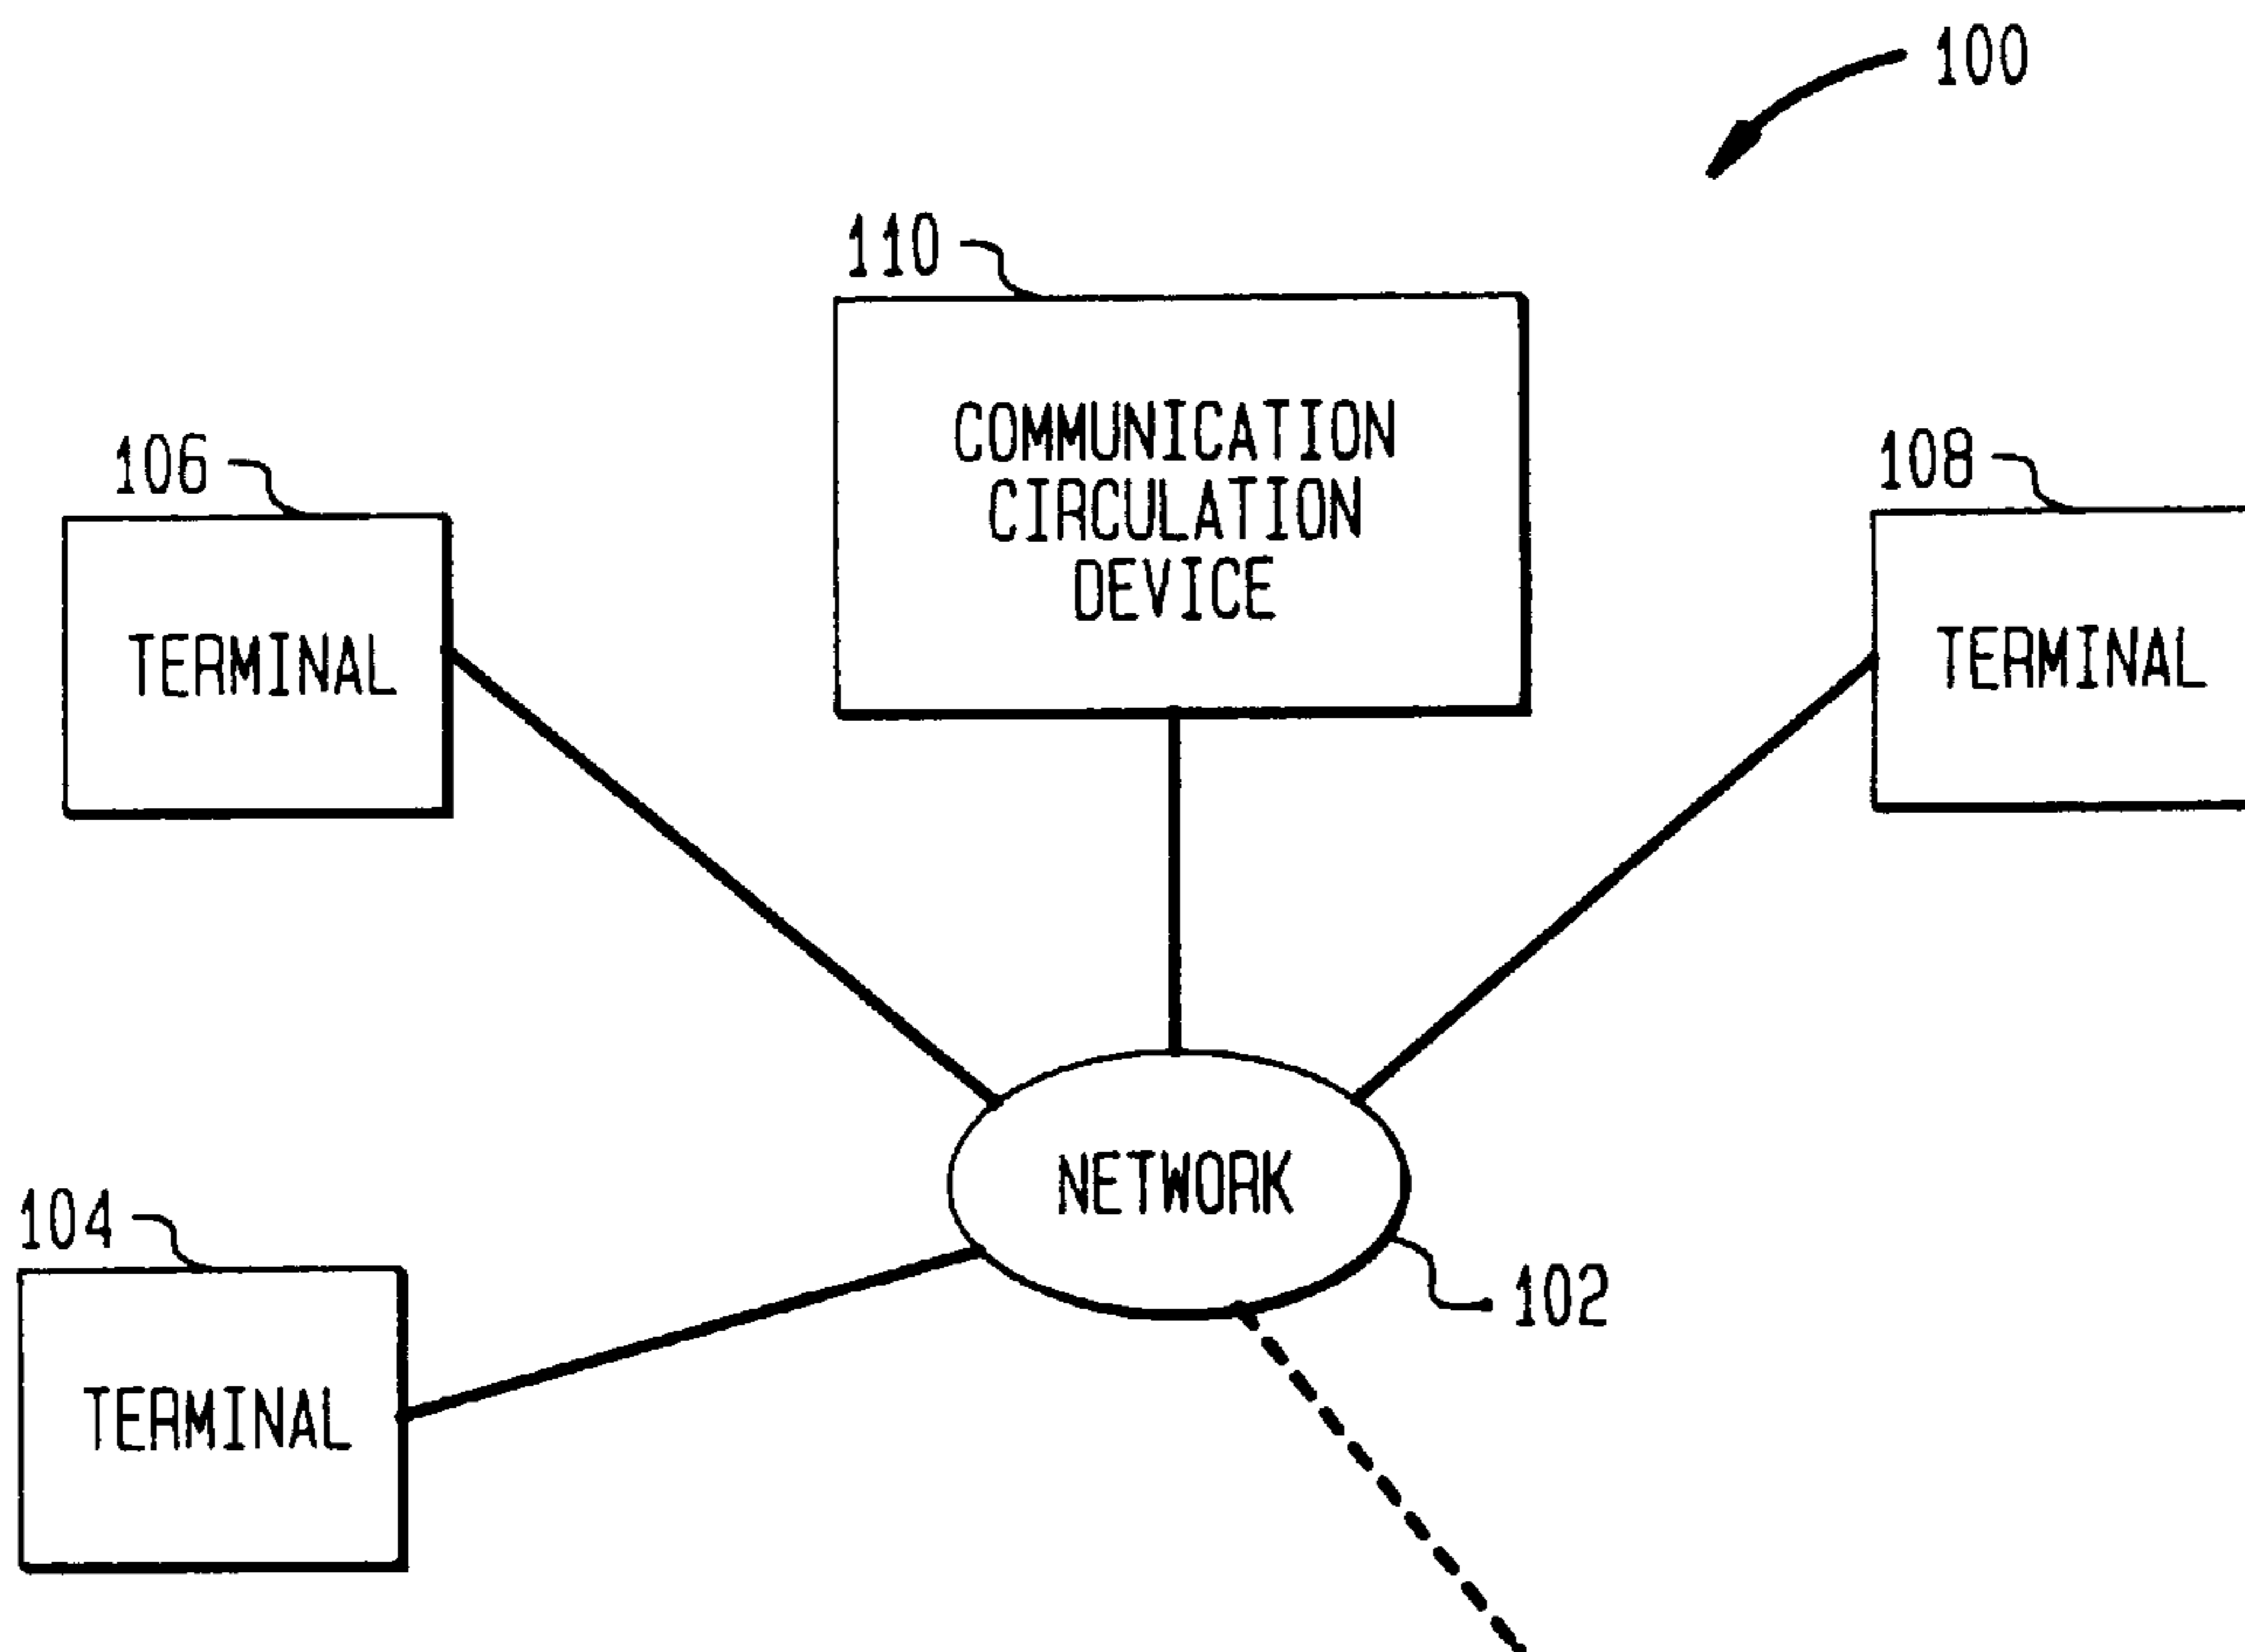 100
110
COMMUNICATION
CIRCULATION
DEVICE
106
TERMINAL
108
TERMINAL
NETWORK
102
104
TERMINAL